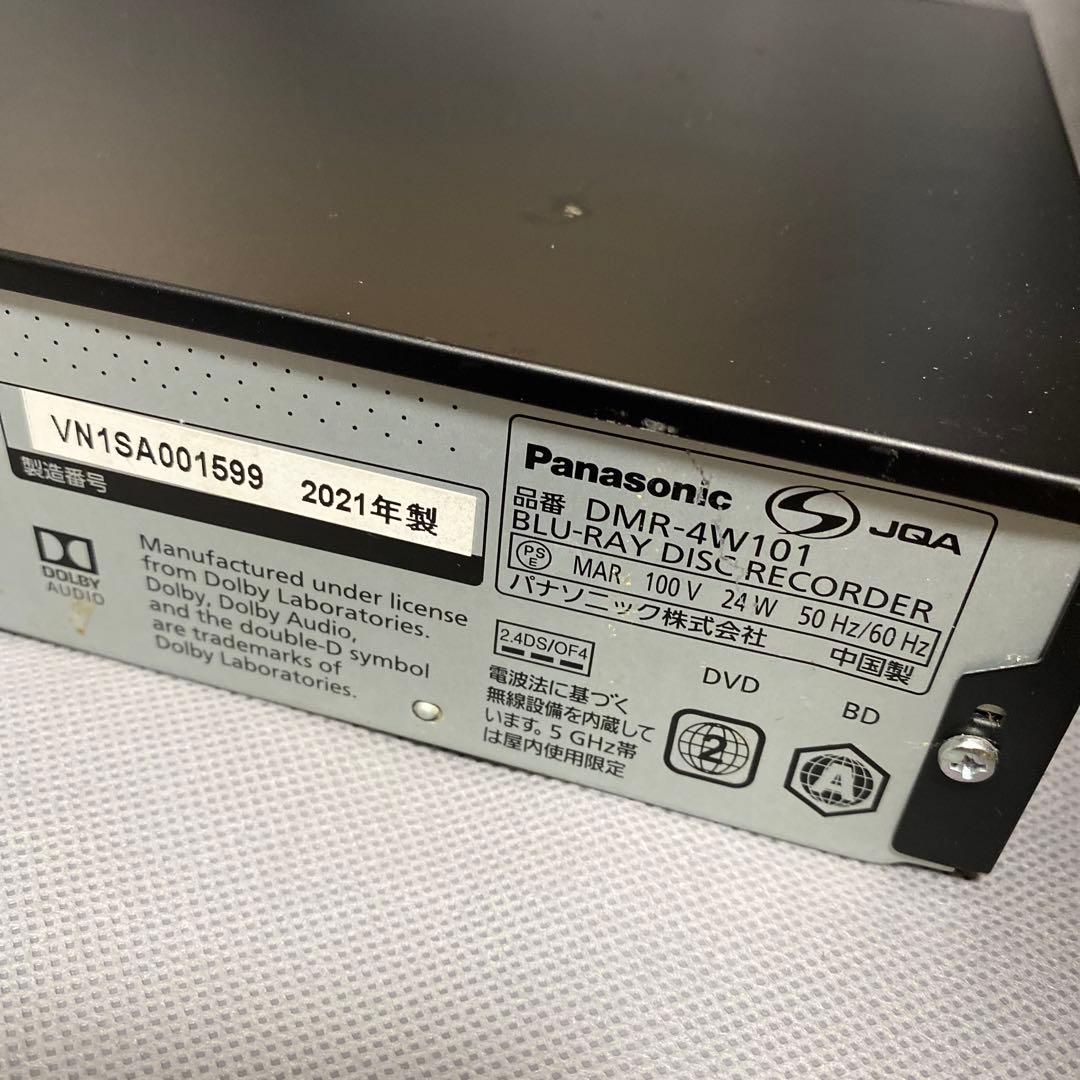 VN1SA001599 2021年製
製造番号
DOLBY
AUDIO
Manufactured under license
from Dolby Laboratories.
Dolby, Dolby Audio,
and the double-D symbol
are trademarks of
Dolby Laboratories.
Panasonic
JQA
品番 DMR-4W101
BLU-RAY DISC RECORDER
PS
E
MAR. 100 V 24 W 50 Hz/60 Hz
パナソニック株式会社 中国製
2.4DS/OF4
電波法に基づく
無線設備を内蔵して
います。5 GHz帯
は屋内使用限定
DVD
2
BD
A